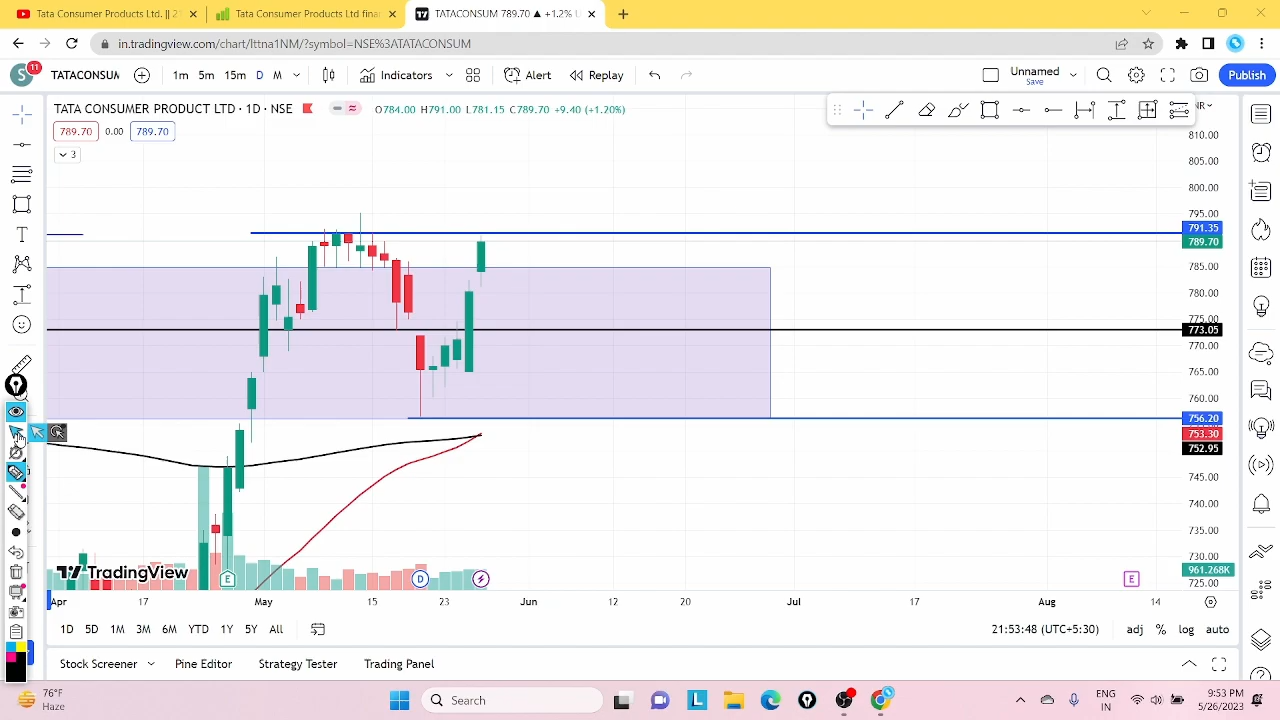 Tata Consumer Products Ltd. || 2
Tata Consumer Products Ltd finan
TATACONSUM 789.70 ▲ +1.2% U
in.tradingview.com/chart/Ittna1NM/?symbol=NSE%3ATATACONSUM
S 11 TATACONSUM 1m 5m 15m D M Indicators Alert Replay Unnamed Save Publish
TATA CONSUMER PRODUCT LTD · 1D · NSE O784.00 H791.00 L781.15 C789.70 +9.40 (+1.20%)
789.70 0.00 789.70
3
810.00
805.00
800.00
795.00
791.35
789.70
785.00
780.00
775.00
773.05
770.00
765.00
760.00
756.20
753.30
752.95
745.00
740.00
735.00
730.00
961.268K
725.00
TradingView
E D E
Apr 17 May 15 23 Jun 12 20 Jul 17 Aug 14
1D 5D 1M 3M 6M YTD 1Y 5Y All 21:53:48 (UTC+5:30) adj % log auto
Stock Screener Pine Editor Strategy Tester Trading Panel
76°F
Haze
Search
ENG
IN
9:53 PM
5/26/2023